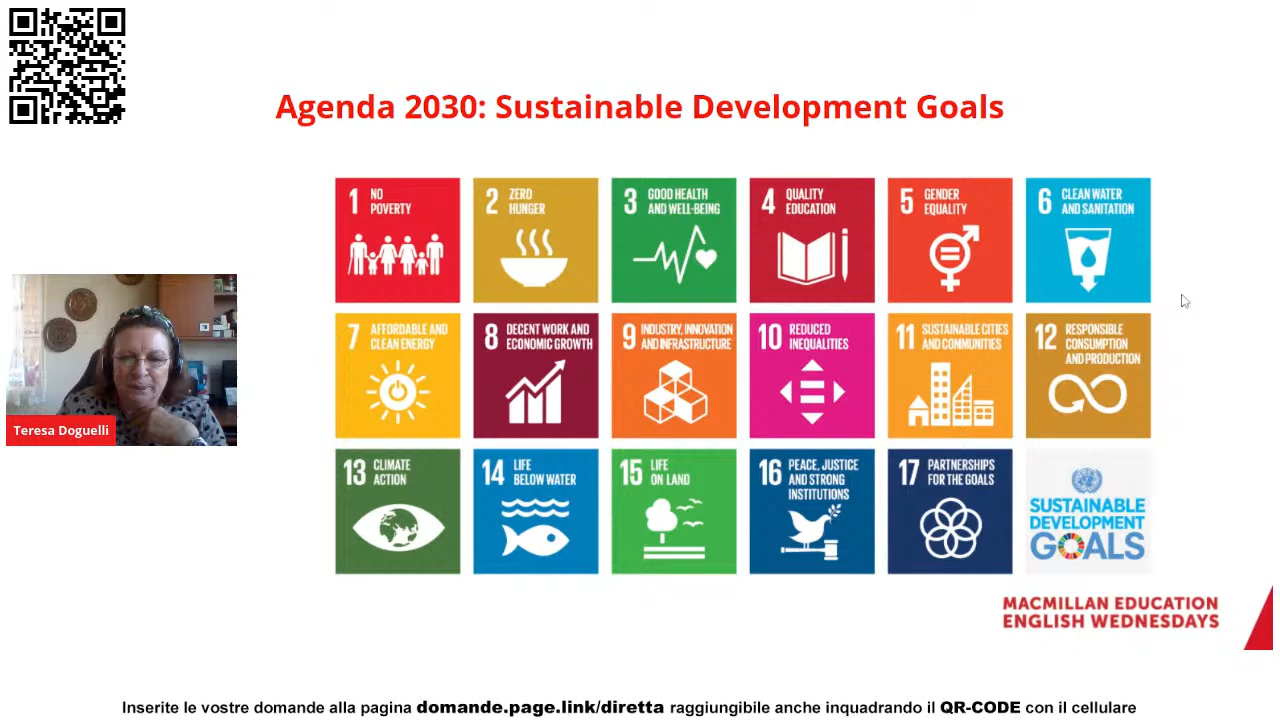 Agenda 2030: Sustainable Development Goals
1 NO
POVERTY
2 ZERO
HUNGER
3 GOOD HEALTH
AND WELL-BEING
4 QUALITY
EDUCATION
5 GENDER
EQUALITY
6 CLEAN WATER
AND SANITATION
7 AFFORDABLE AND
CLEAN ENERGY
8 DECENT WORK AND
ECONOMIC GROWTH
9 INDUSTRY, INNOVATION
AND INFRASTRUCTURE
10 REDUCED
INEQUALITIES
11 SUSTAINABLE CITIES
AND COMMUNITIES
12 RESPONSIBLE
CONSUMPTION
AND PRODUCTION
Teresa Doguelli
13 CLIMATE
ACTION
14 LIFE
BELOW WATER
15 LIFE
ON LAND
16 PEACE, JUSTICE
AND STRONG
INSTITUTIONS
17 PARTNERSHIPS
FOR THE GOALS
SUSTAINABLE
DEVELOPMENT
GOALS
MACMILLAN EDUCATION
ENGLISH WEDNESDAYS
Inserite le vostre domande alla pagina domande.page.link/diretta raggiungibile anche inquadrando il QR-CODE con il cellulare